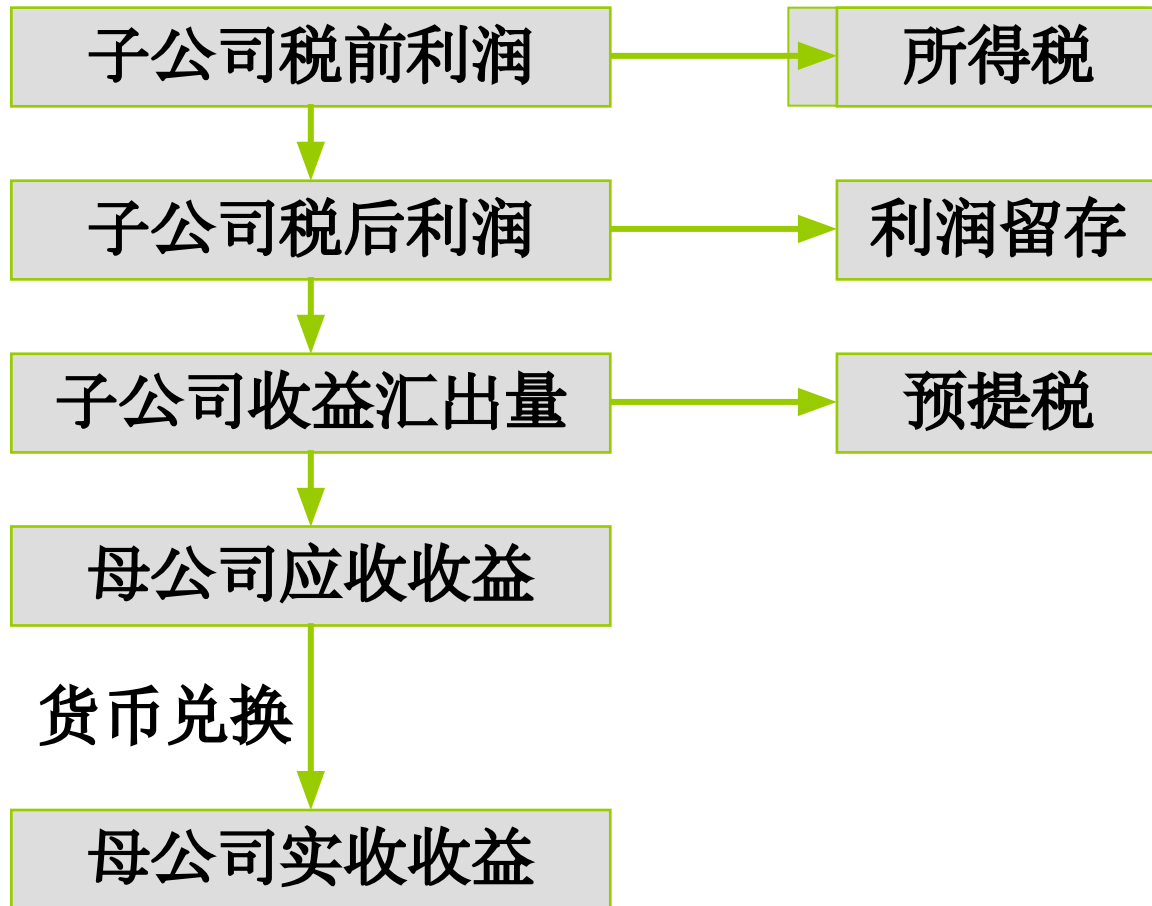 子公司税前利润
所得税
子公司税后利润
利润留存
子公司收益汇出量
预提税
母公司应收收益
货币兑换
母公司实收收益